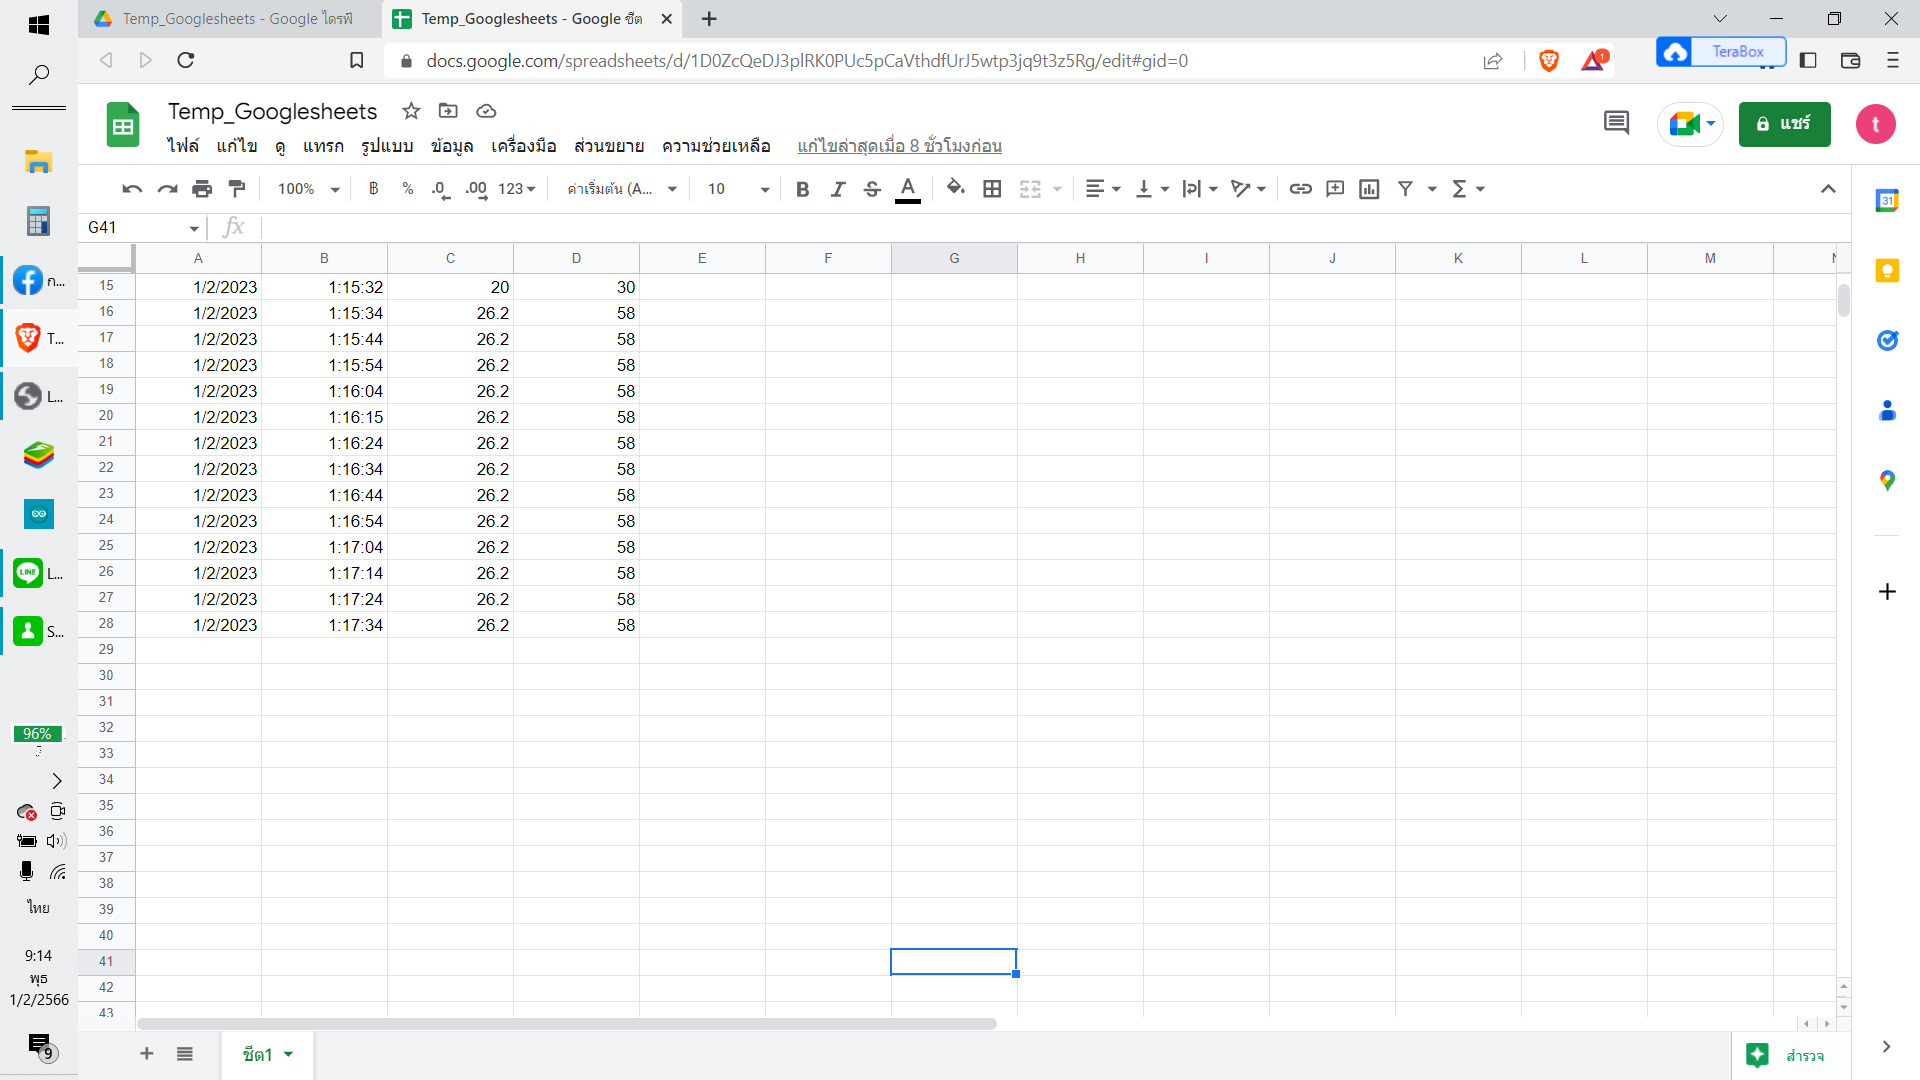 Temp_Googlesheets - Google ไดรฟ์
Temp_Googlesheets - Google ชีต
docs.google.com/spreadsheets/d/1D0ZcQeDJ3plRK0PUc5pCaVthdfUrJ5wtp3jq9t3z5Rg/edit#gid=0
1
TeraBox
Temp_Googlesheets
ไฟล์ แก้ไข ดู แทรก รูปแบบ ข้อมูล เครื่องมือ ส่วนขยาย ความช่วยเหลือ แก้ไขล่าสุดเมื่อ 8 ชั่วโมงก่อน
แชร์
t
100% ฿ % .0 .00 123 ค่าเริ่มต้น (A... 10 B I S A Σ
31
G41 fx
A B C D E F G H I J K L M
15 1/2/2023 1:15:32 20 30
16 1/2/2023 1:15:34 26.2 58
17 1/2/2023 1:15:44 26.2 58
18 1/2/2023 1:15:54 26.2 58
19 1/2/2023 1:16:04 26.2 58
20 1/2/2023 1:16:15 26.2 58
21 1/2/2023 1:16:24 26.2 58
22 1/2/2023 1:16:34 26.2 58
23 1/2/2023 1:16:44 26.2 58
24 1/2/2023 1:16:54 26.2 58
25 1/2/2023 1:17:04 26.2 58
26 1/2/2023 1:17:14 26.2 58
27 1/2/2023 1:17:24 26.2 58
28 1/2/2023 1:17:34 26.2 58
29
30
31
32
33
34
35
36
37
38
39
40
41
42
43
ชีต1
สำรวจ
ก...
T...
L...
LINE L...
S...
96%
ไทย
9:14
พุธ
1/2/2566
9